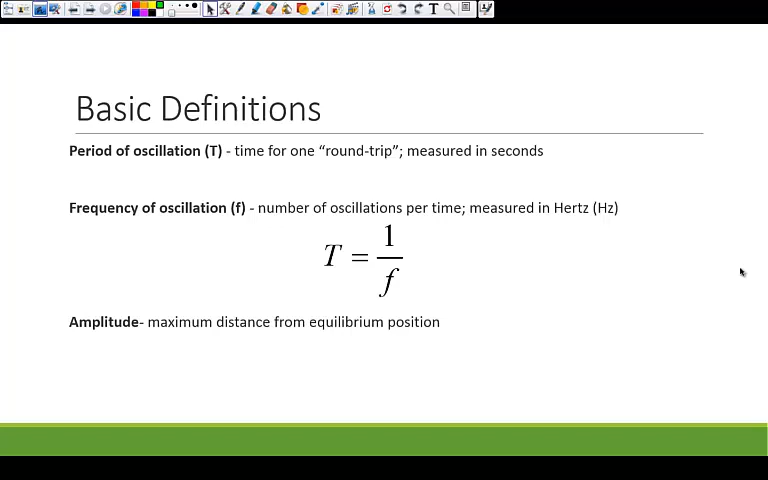 Basic Definitions
Period of oscillation (T) - time for one “round-trip”; measured in seconds
Frequency of oscillation (f) - number of oscillations per time; measured in Hertz (Hz)
T = 1/f
Amplitude- maximum distance from equilibrium position